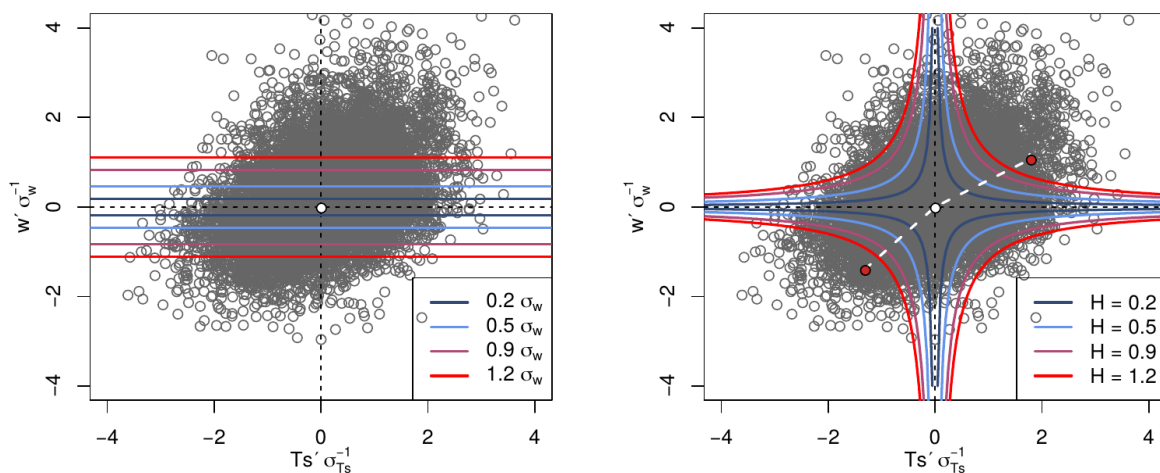 4
2
0
−2
−4
w′ σw⁻¹
−4 −2 0 2 4
Ts′ σTs⁻¹
0.2 σw
0.5 σw
0.9 σw
1.2 σw
4
2
0
−2
−4
w′ σw⁻¹
−4 −2 0 2 4
Ts′ σTs⁻¹
H = 0.2
H = 0.5
H = 0.9
H = 1.2